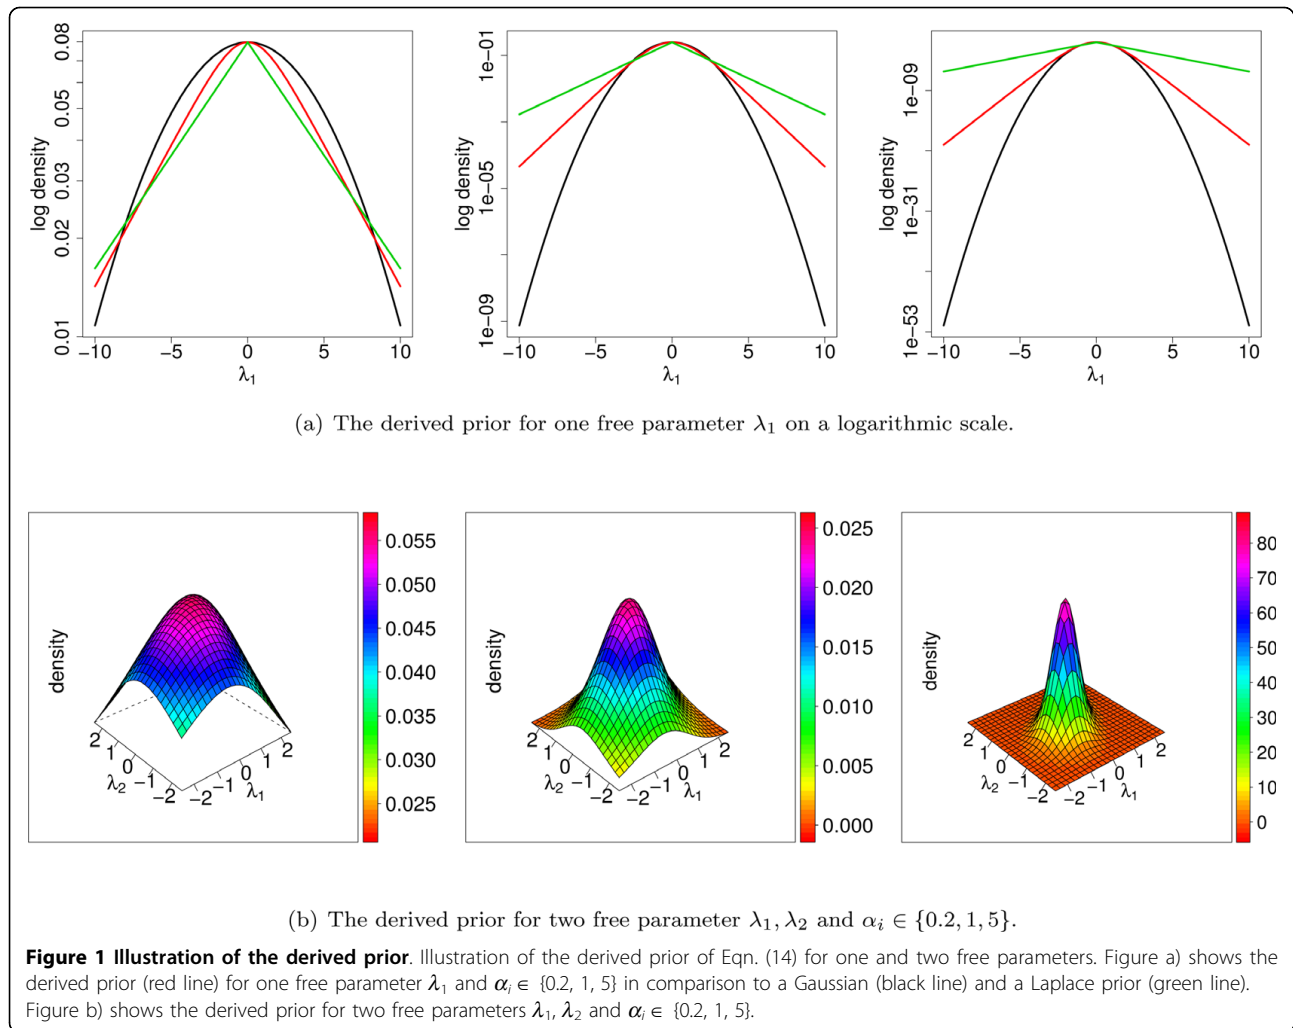 0.08
0.05
0.03
0.02
0.01
log density
−10 −5 0 5 10
λ1
1e−01
1e−05
1e−09
log density
−10 −5 0 5 10
λ1
1e−09
1e−31
1e−53
log density
−10 −5 0 5 10
λ1
(a) The derived prior for one free parameter λ1 on a logarithmic scale.
density
2 1 0 −1 −2
λ2
−2 −1 0 1 2
λ1
0.055
0.050
0.045
0.040
0.035
0.030
0.025
density
2 1 0 −1 −2
λ2
−2 −1 0 1 2
λ1
0.025
0.020
0.015
0.010
0.005
0.000
density
2 1 0 −1 −2
λ2
−2 −1 0 1 2
λ1
80
70
60
50
40
30
20
10
0
(b) The derived prior for two free parameter λ1, λ2 and αi ∈ {0.2, 1, 5}.
Figure 1 Illustration of the derived prior. Illustration of the derived prior of Eqn. (14) for one and two free parameters. Figure a) shows the
derived prior (red line) for one free parameter λ1 and αi ∈ {0.2, 1, 5} in comparison to a Gaussian (black line) and a Laplace prior (green line).
Figure b) shows the derived prior for two free parameters λ1, λ2 and αi ∈ {0.2, 1, 5}.